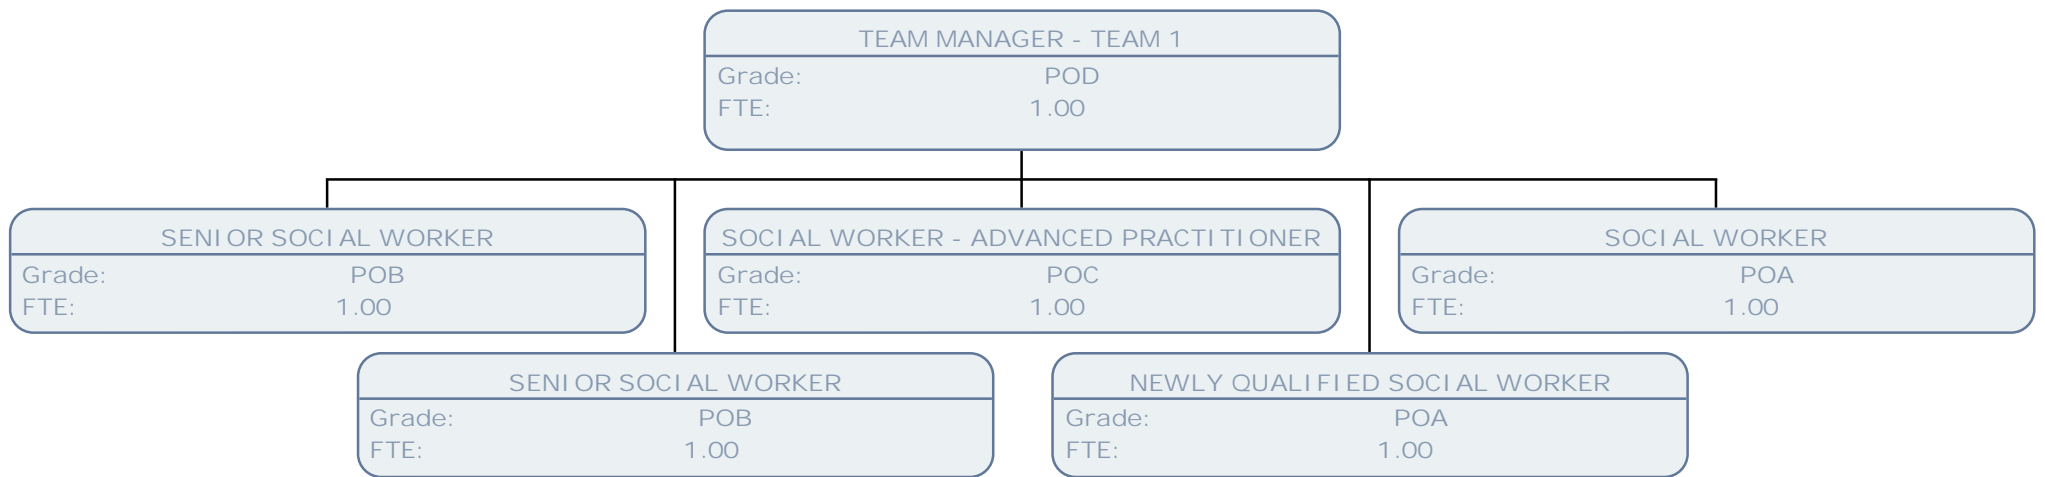 TEAM MANAGER - TEAM 1
Grade: POD
FTE: 1.00
SENIOR SOCIAL WORKER
Grade: POB
FTE: 1.00
SOCIAL WORKER - ADVANCED PRACTITIONER
Grade: POC
FTE: 1.00
SOCIAL WORKER
Grade: POA
FTE: 1.00
SENIOR SOCIAL WORKER
Grade: POB
FTE: 1.00
NEWLY QUALIFIED SOCIAL WORKER
Grade: POA
FTE: 1.00